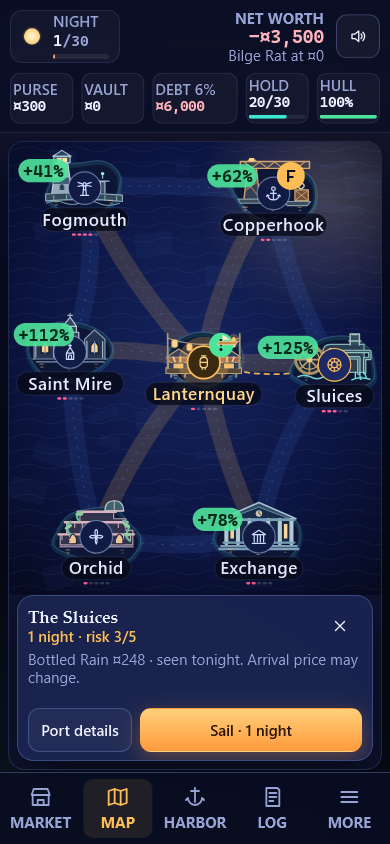 NIGHT
1/30
NET WORTH
−¤3,500
Bilge Rat at ¤0
PURSE
¤300
VAULT
¤0
DEBT 6%
¤6,000
HOLD
20/30
HULL
100%
+41%
Fogmouth
+62%
F
Copperhook
+112%
Saint Mire
Lanternquay
+125%
Sluices
Orchid
+78%
Exchange
The Sluices
1 night · risk 3/5
Bottled Rain ¤248 · seen tonight. Arrival price may
change.
Port details
Sail · 1 night
MARKET
MAP
HARBOR
LOG
MORE